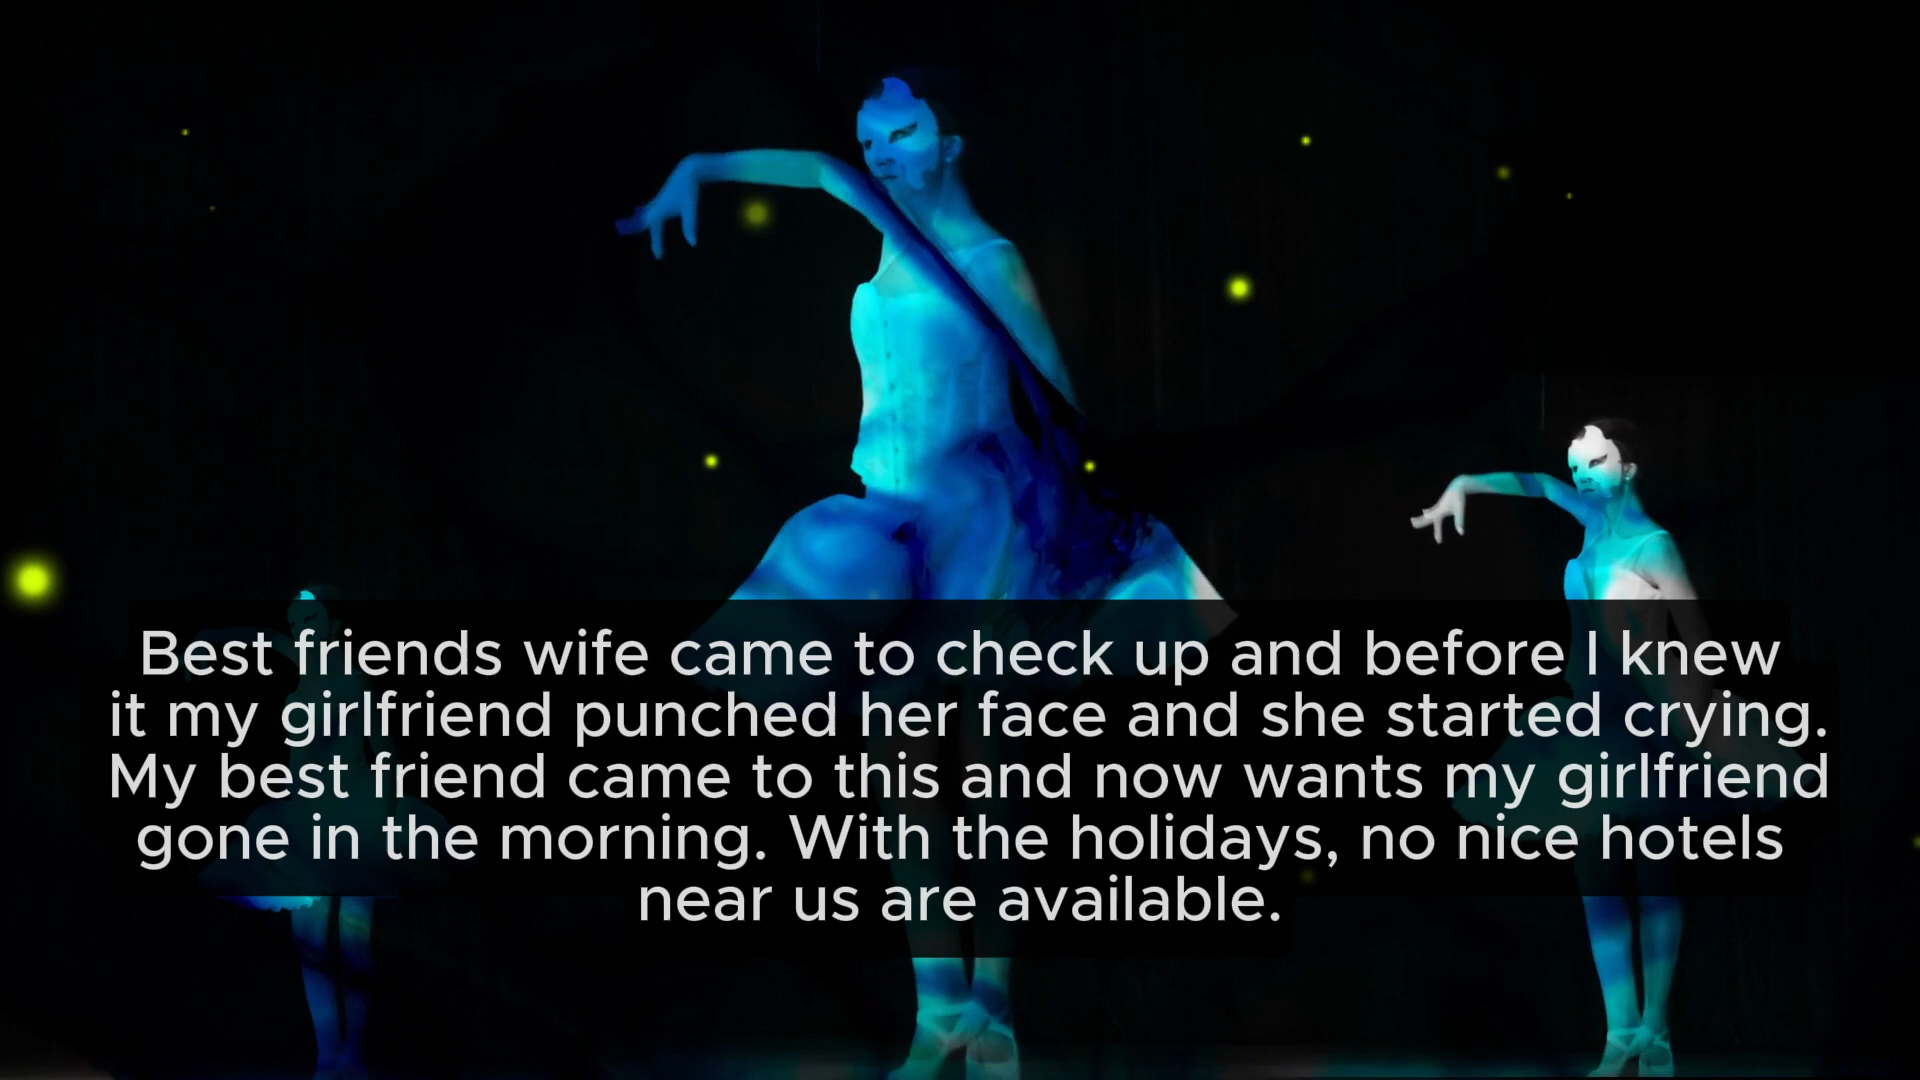 Best friends wife came to check up and before I knew
it my girlfriend punched her face and she started crying.
My best friend came to this and now wants my girlfriend
gone in the morning. With the holidays, no nice hotels
near us are available.